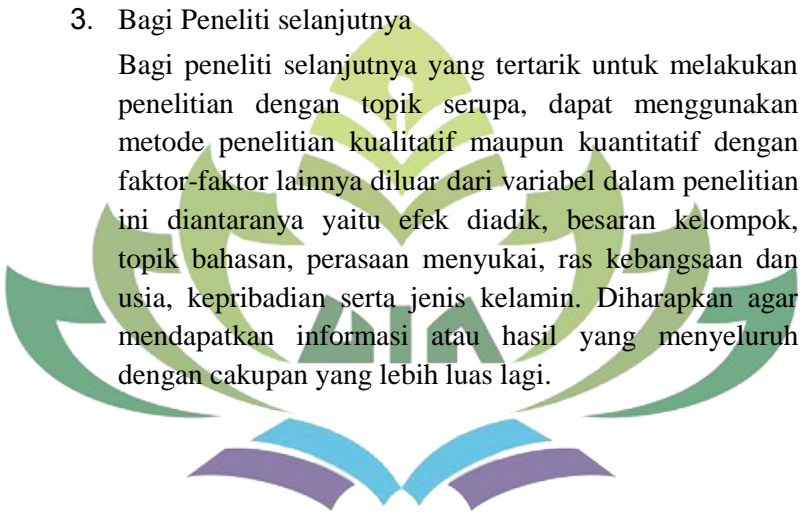 3. Bagi Peneliti selanjutnya
Bagi peneliti selanjutnya yang tertarik untuk melakukan
penelitian dengan topik serupa, dapat menggunakan
metode penelitian kualitatif maupun kuantitatif dengan
faktor-faktor lainnya diluar dari variabel dalam penelitian
ini diantaranya yaitu efek diadik, besaran kelompok,
topik bahasan, perasaan menyukai, ras kebangsaan dan
usia, kepribadian serta jenis kelamin. Diharapkan agar
mendapatkan informasi atau hasil yang menyeluruh
dengan cakupan yang lebih luas lagi.